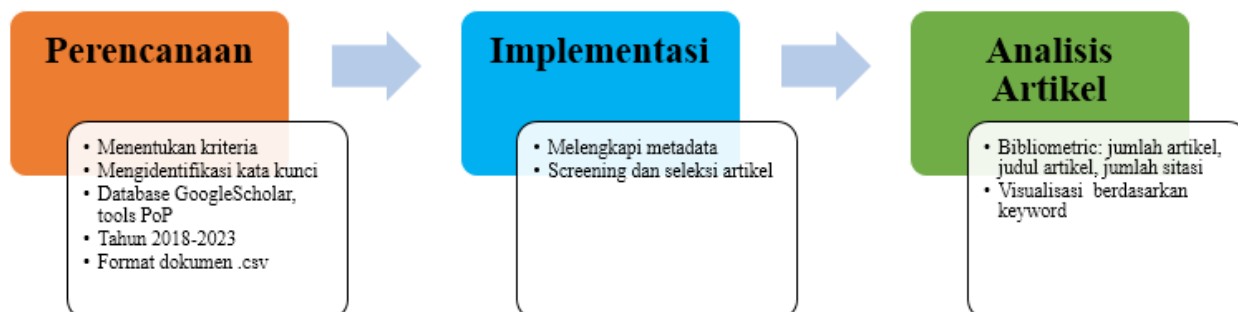 Perencanaan
• Menentukan kriteria
• Mengidentifikasi kata kunci
• Database GoogleScholar,
tools PoP
• Tahun 2018-2023
• Format dokumen .csv
Implementasi
• Melengkapi metadata
• Screening dan seleksi artikel
Analisis
Artikel
• Bibliometric: jumlah artikel,
judul artikel, jumlah sitasi
• Visualisasi berdasarkan
keyword